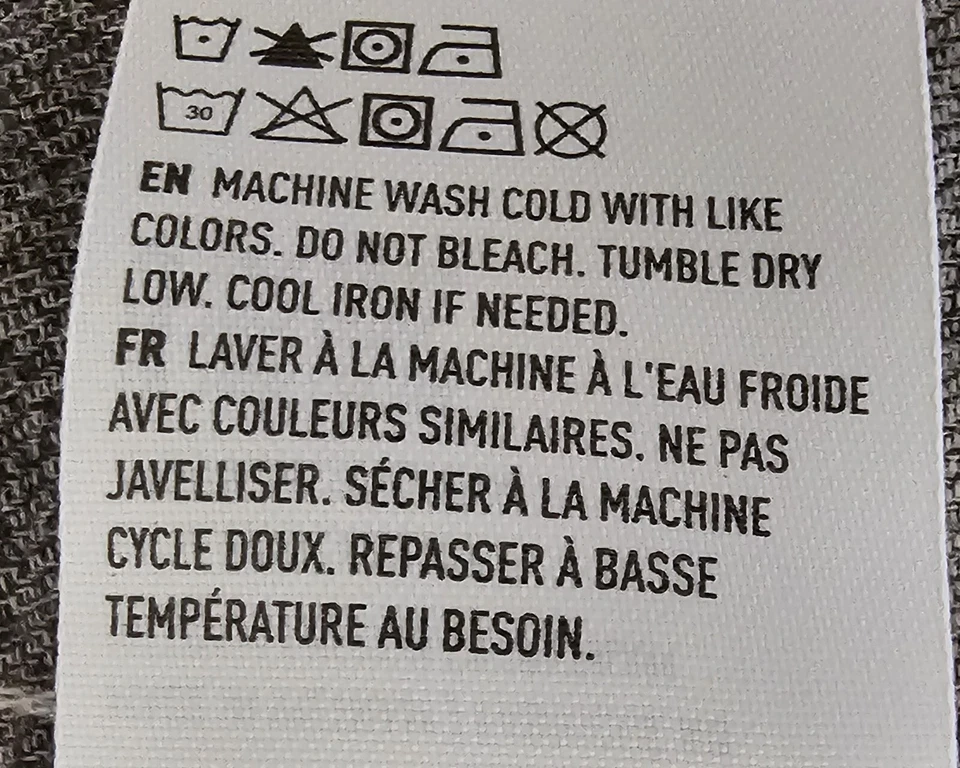 30
EN MACHINE WASH COLD WITH LIKE
COLORS. DO NOT BLEACH. TUMBLE DRY
LOW. COOL IRON IF NEEDED.
FR LAVER À LA MACHINE À L'EAU FROIDE
AVEC COULEURS SIMILAIRES. NE PAS
JAVELLISER. SÉCHER À LA MACHINE
CYCLE DOUX. REPASSER À BASSE
TEMPÉRATURE AU BESOIN.